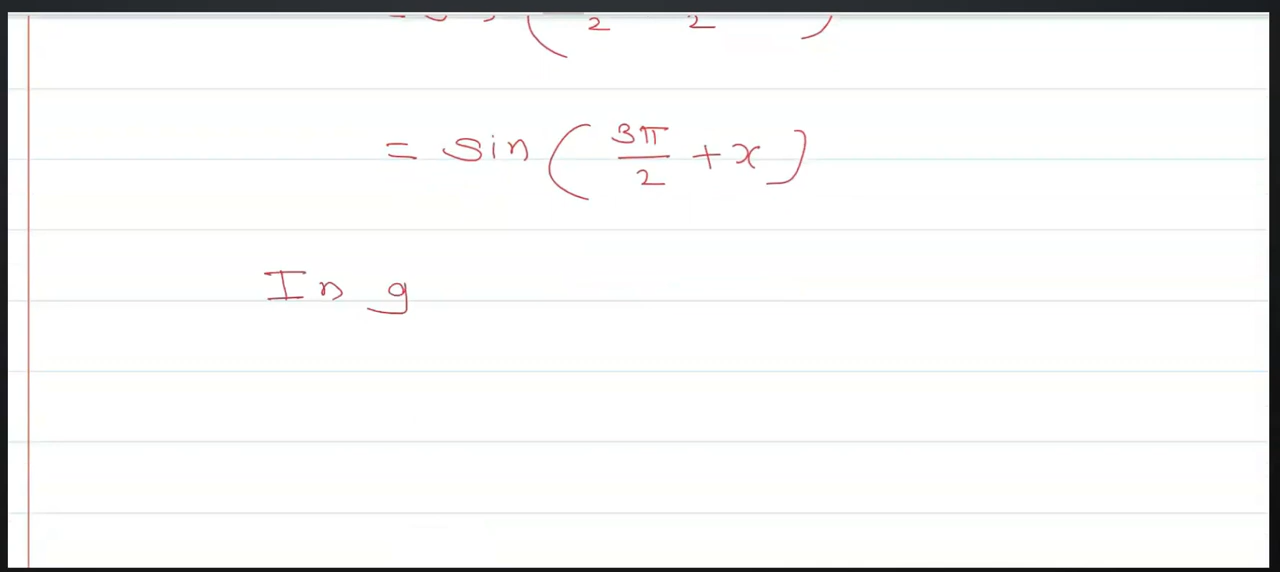 = sin ( 3π/2 + x )
In g